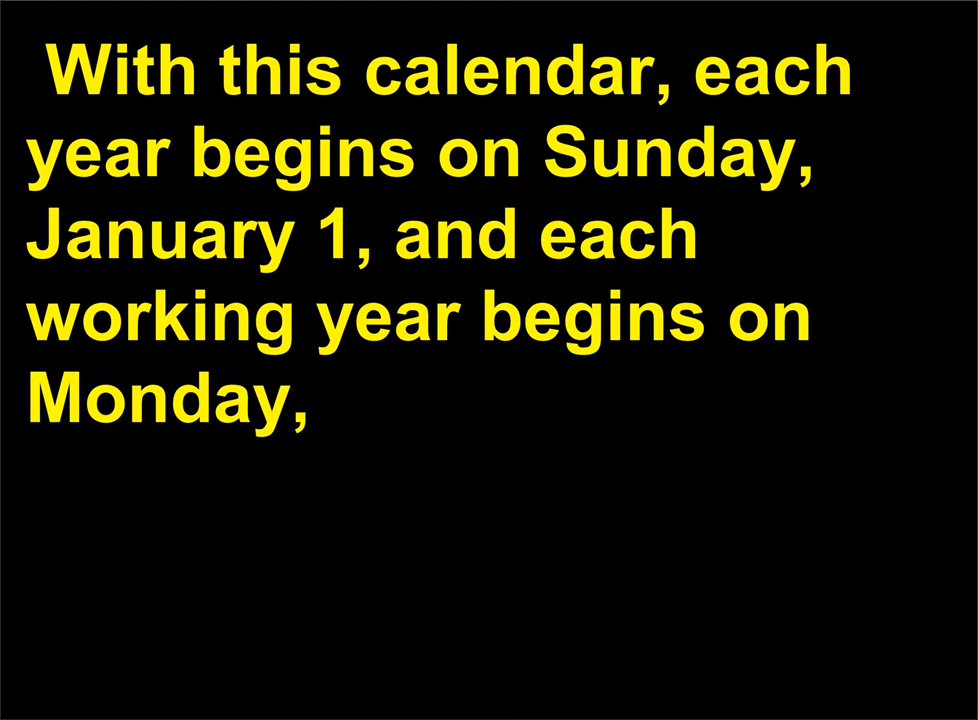 With this calendar, each
year begins on Sunday,
January 1, and each
working year begins on
Monday,